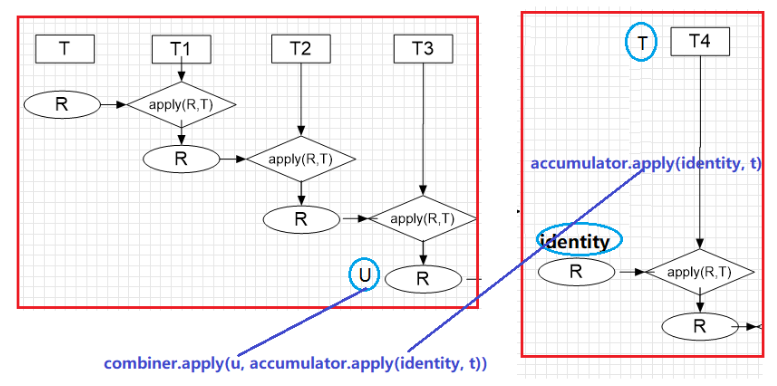 T T1 T2 T3
R apply(R,T)
R apply(R,T)
R apply(R,T)
U R
T T4
accumulator.apply(identity, t)
identity
R apply(R,T)
R
combiner.apply(u, accumulator.apply(identity, t))